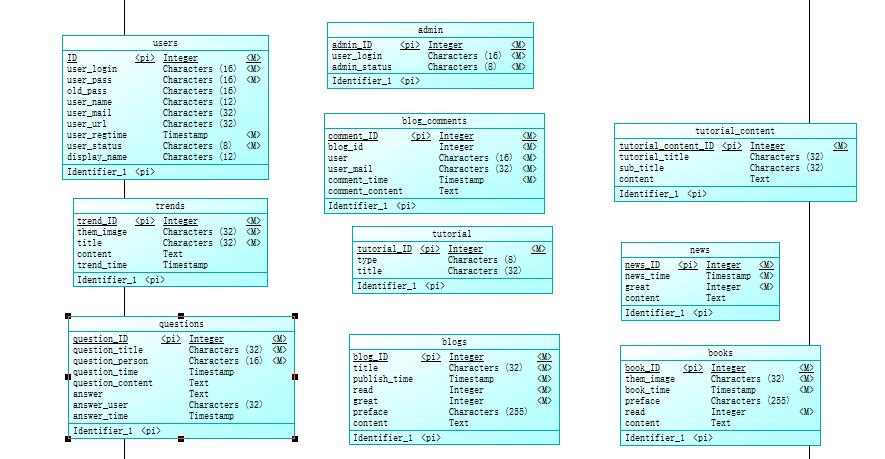 users
ID <pi> Integer <M>
user_login Characters (16) <M>
user_pass Characters (16) <M>
old_pass Characters (16)
user_name Characters (12)
user_mail Characters (32)
user_url Characters (32)
user_regtime Timestamp <M>
user_status Characters (8) <M>
display_name Characters (12)
Identifier_1 <pi>
admin
admin_ID <pi> Integer <M>
user_login Characters (16) <M>
admin_status Characters (8) <M>
Identifier_1 <pi>
blog_comments
comment_ID <pi> Integer <M>
blog_id Integer <M>
user Characters (16) <M>
user_mail Characters (32) <M>
comment_time Timestamp <M>
comment_content Text
Identifier_1 <pi>
tutorial_content
tutorial_content_ID <pi> Integer <M>
tutorial_title Characters (32)
sub_title Characters (32)
content Text
Identifier_1 <pi>
trends
trend_ID <pi> Integer <M>
them_image Characters (32) <M>
title Characters (32) <M>
content Text
trend_time Timestamp
Identifier_1 <pi>
tutorial
tutorial_ID <pi> Integer <M>
type Characters (8)
title Characters (32)
Identifier_1 <pi>
news
news_ID <pi> Integer <M>
news_time Timestamp <M>
great Integer <M>
content Text
Identifier_1 <pi>
questions
question_ID <pi> Integer <M>
question_title Characters (32) <M>
question_person Characters (16) <M>
question_time Timestamp
question_content Text
answer Text
answer_user Characters (32)
answer_time Timestamp
Identifier_1 <pi>
blogs
blog_ID <pi> Integer <M>
title Characters (32) <M>
publish_time Timestamp <M>
read Integer <M>
great Integer <M>
preface Characters (255)
content Text
Identifier_1 <pi>
books
book_ID <pi> Integer <M>
them_image Characters (32) <M>
book_time Timestamp <M>
preface Characters (255)
read Integer <M>
content Text
Identifier_1 <pi>